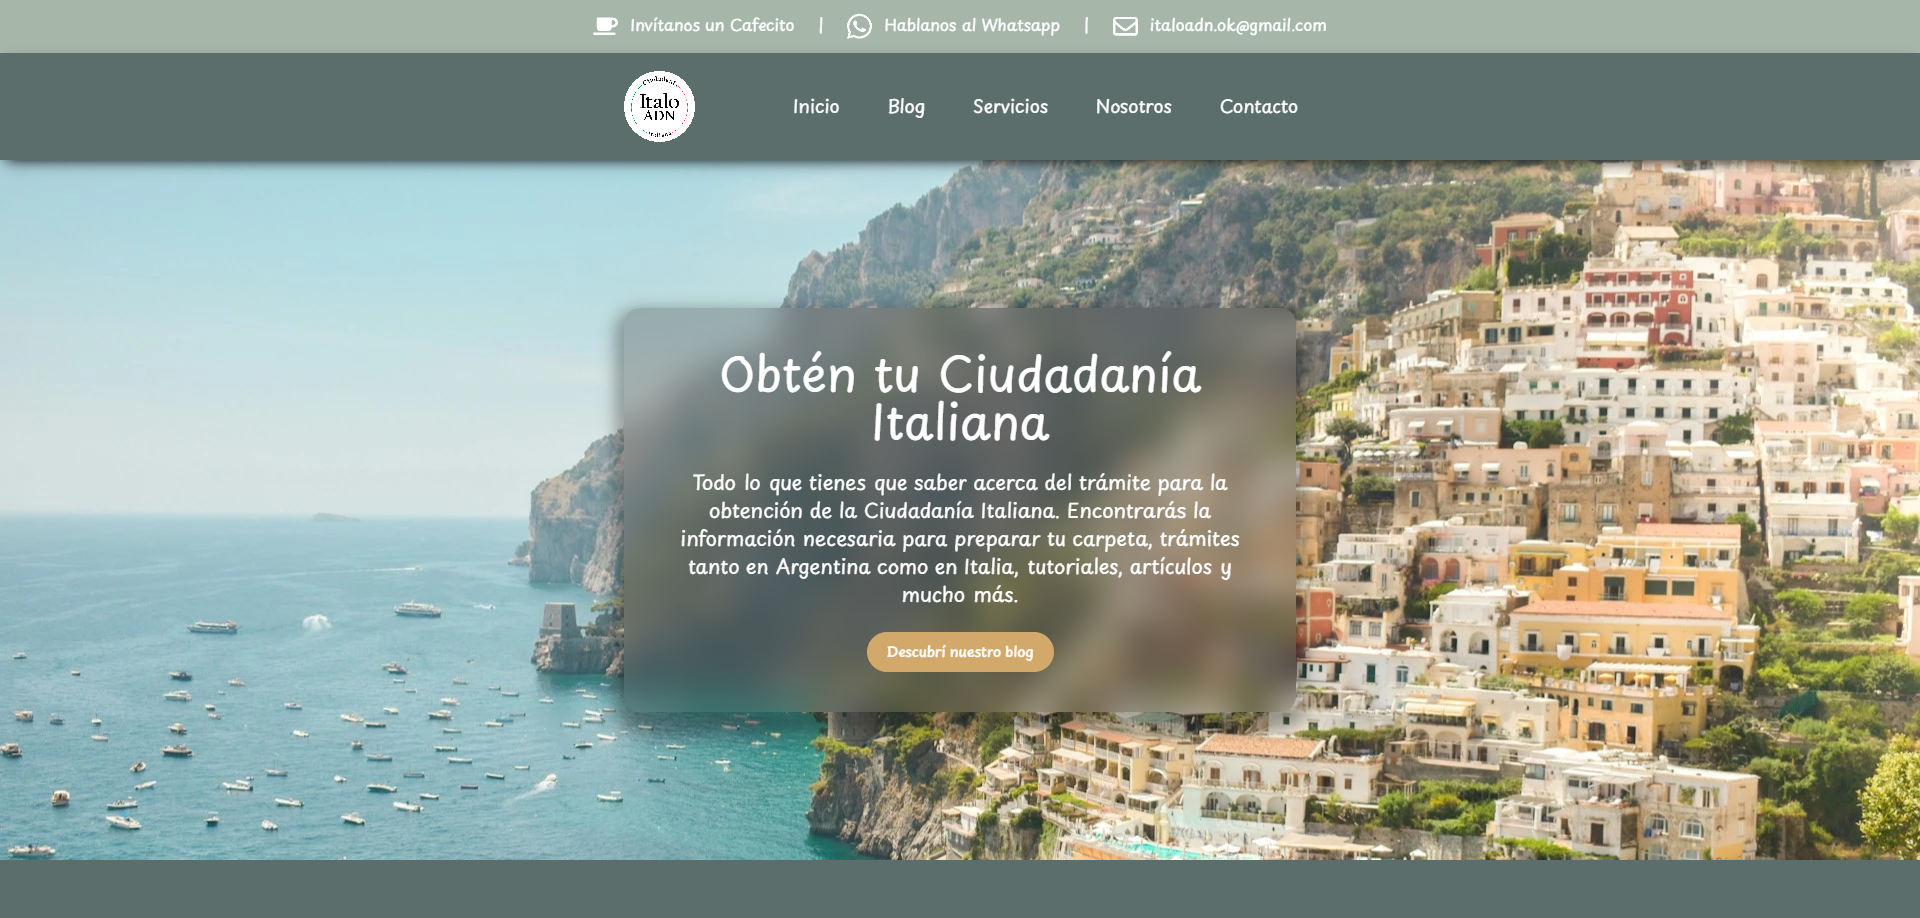 Invítanos un Cafecito | Hablanos al Whatsapp | italoadn.ok@gmail.com
Ciudadanía
Italo
ADN
Italiana
Inicio Blog Servicios Nosotros Contacto
Obtén tu Ciudadanía
Italiana
Todo lo que tienes que saber acerca del trámite para la
obtención de la Ciudadanía Italiana. Encontrarás la
información necesaria para preparar tu carpeta, trámites
tanto en Argentina como en Italia, tutoriales, artículos y
mucho más.
Descubrí nuestro blog